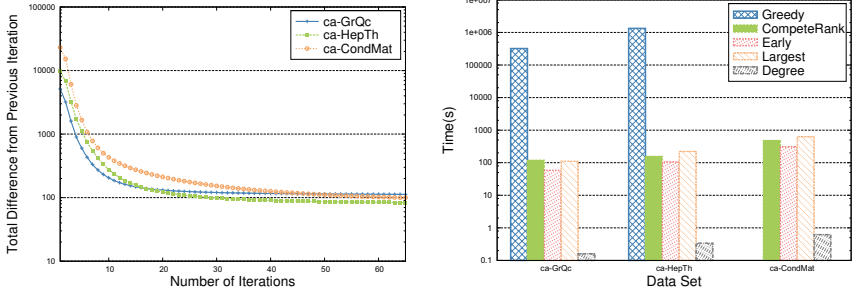 100000
10000
1000
100
10
Total Difference from Previous Iteration
ca-GrQc
ca-HepTh
ca-CondMat
10 20 30 40 50 60
Number of Iterations
1e+007
1e+006
100000
10000
1000
100
10
1
0.1
Time(s)
Greedy
CompeteRank
Early
Largest
Degree
ca-GrQc ca-HepTh ca-CondMat
Data Set